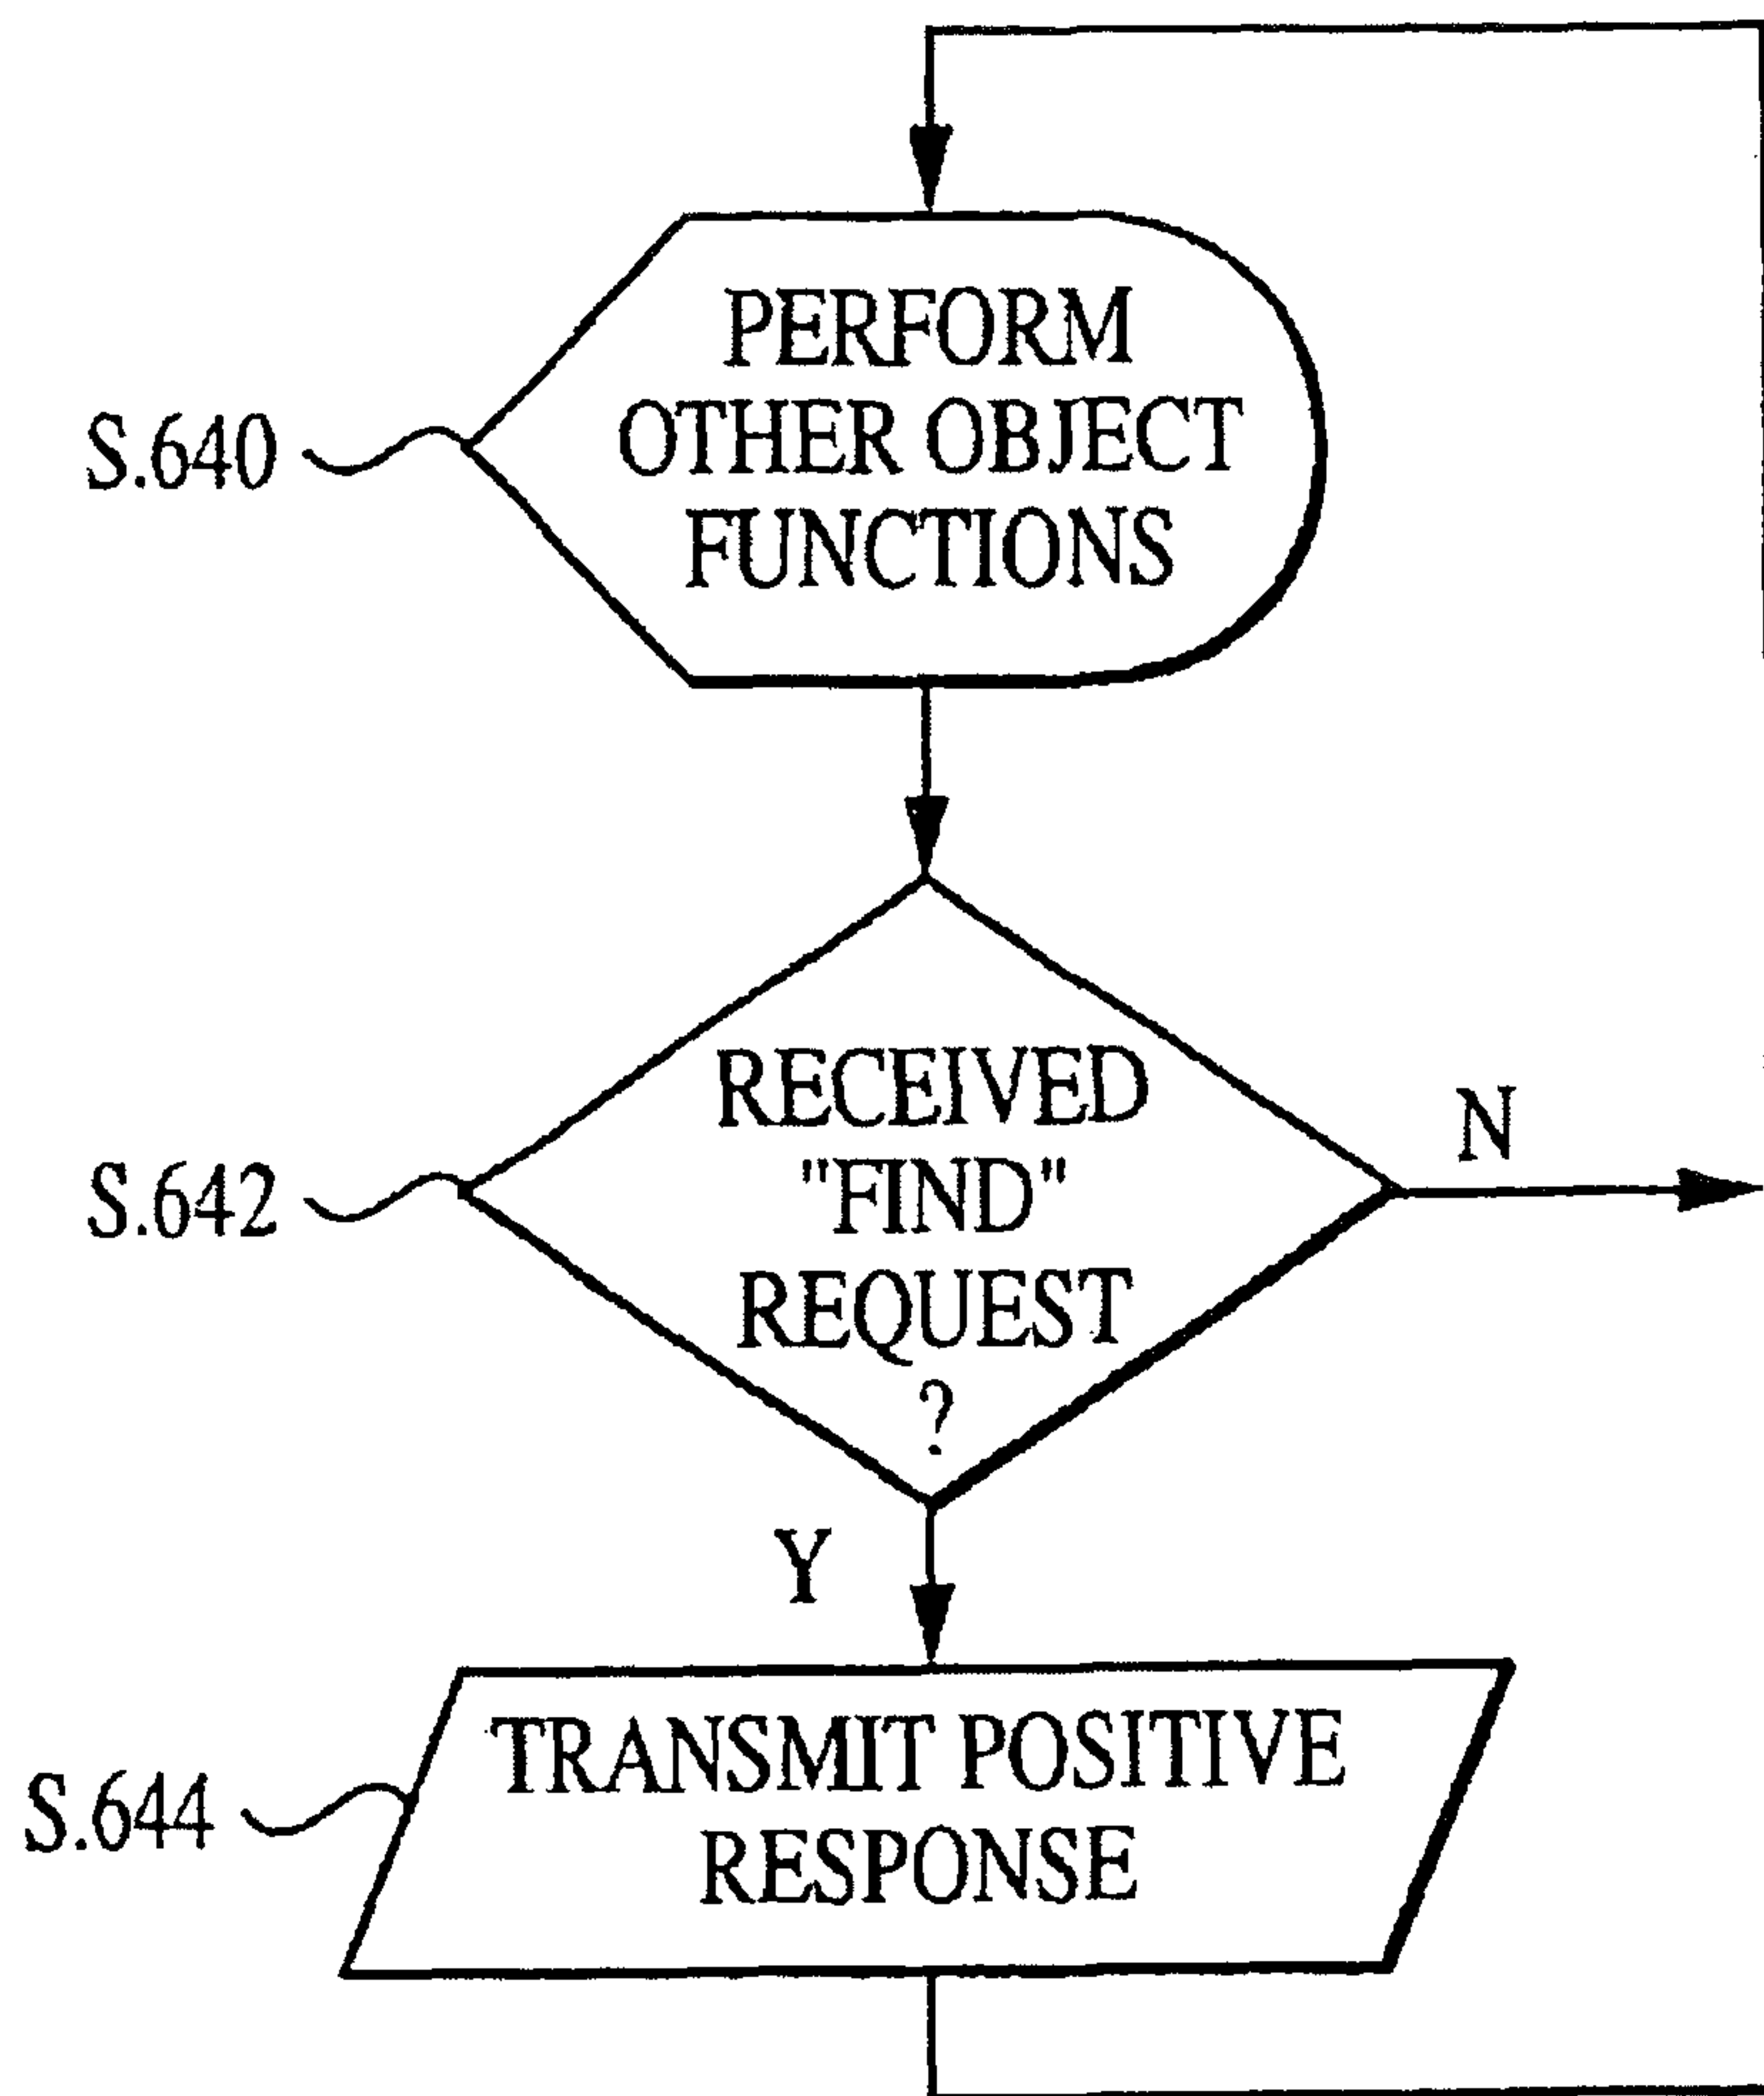 PERFORM
OTHER OBJECT
FUNCTIONS
S.640
RECEIVED
"FIND"
REQUEST
?
S.642
N
Y
TRANSMIT POSITIVE
RESPONSE
S.644